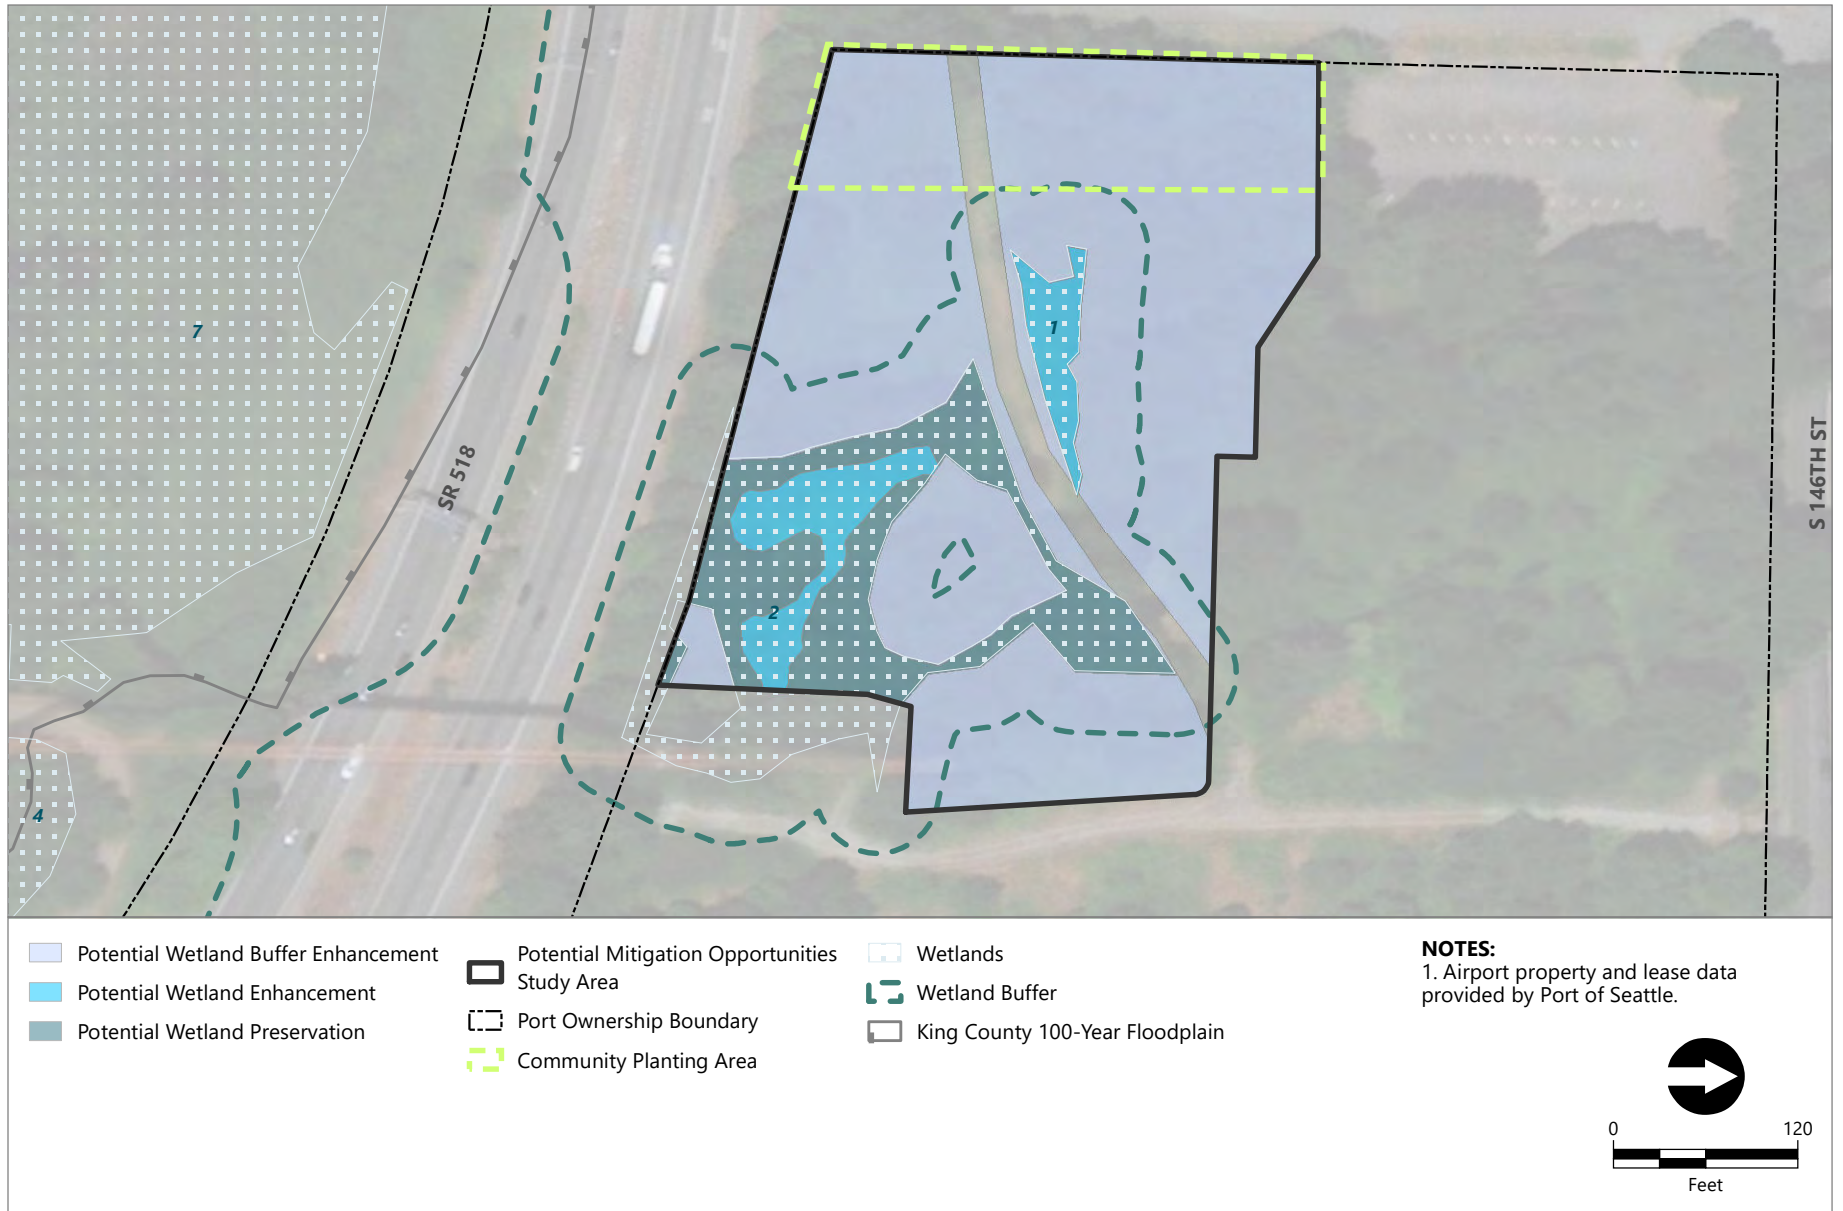 7
SR 518
1
2
4
S 146TH ST
Potential Wetland Buffer Enhancement
Potential Wetland Enhancement
Potential Wetland Preservation
Potential Mitigation Opportunities
Study Area
Port Ownership Boundary
Community Planting Area
Wetlands
Wetland Buffer
King County 100-Year Floodplain
NOTES:
1. Airport property and lease data
provided by Port of Seattle.
0 120
Feet